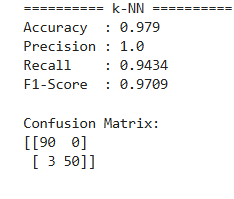 ========== k-NN ==========
Accuracy  : 0.979
Precision : 1.0
Recall    : 0.9434
F1-Score  : 0.9709

Confusion Matrix:
[[90  0]
 [ 3 50]]